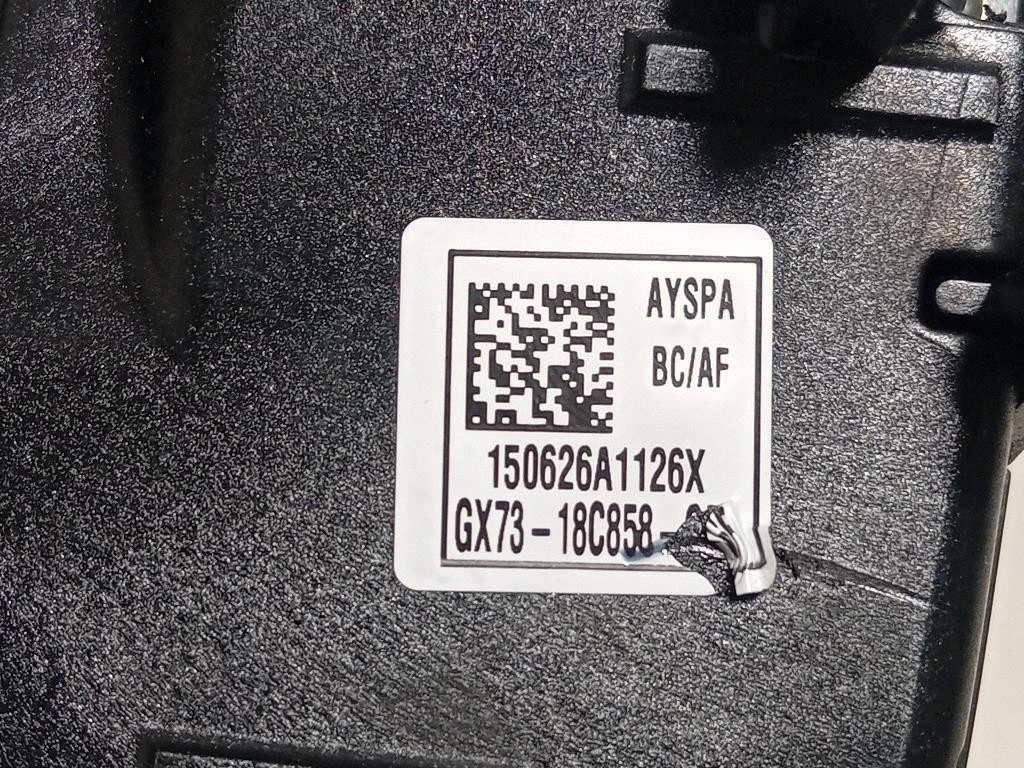 AYSPA
BC/AF
150626A1126X
GX73-18C858-